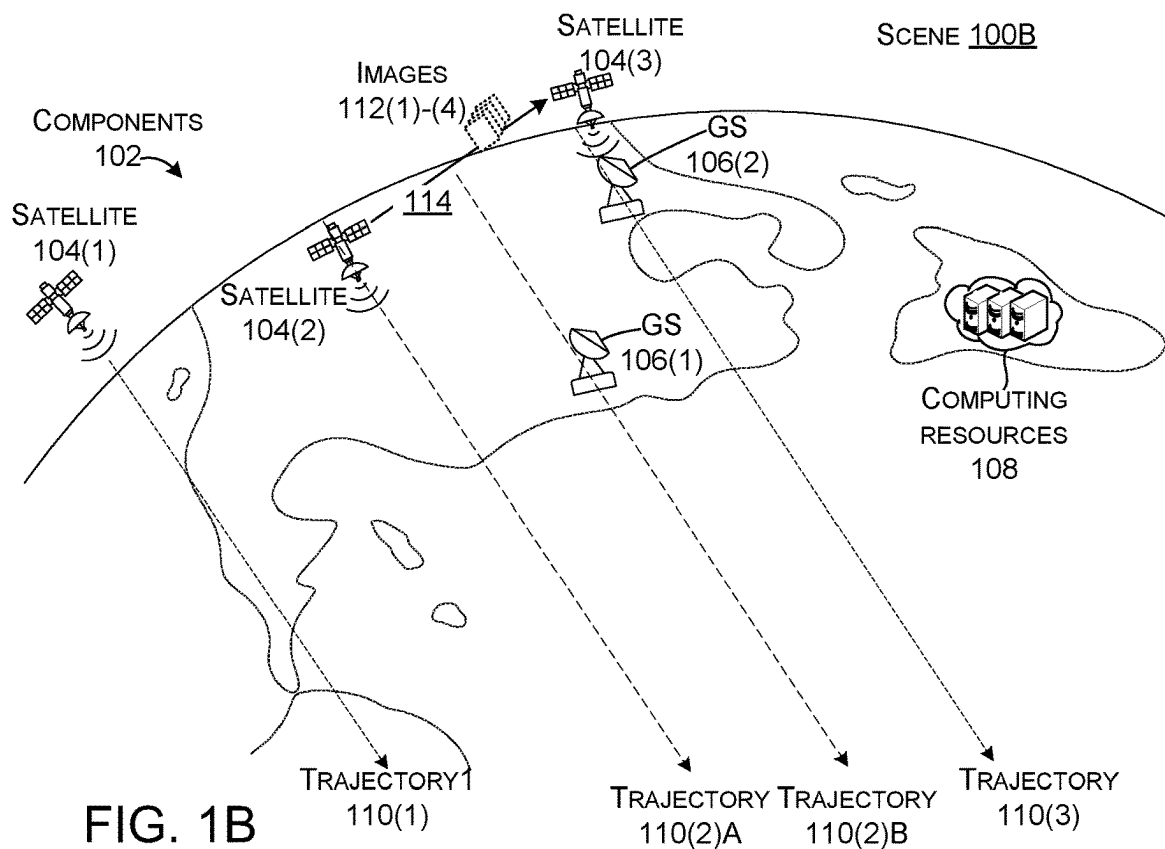 SATELLITE
104(3)
SCENE 100B
IMAGES
112(1)-(4)
COMPONENTS
102
GS
106(2)
SATELLITE
104(1)
114
SATELLITE
104(2)
GS
106(1)
COMPUTING
RESOURCES
108
TRAJECTORY1
110(1)
TRAJECTORY
110(2)A
TRAJECTORY
110(2)B
TRAJECTORY
110(3)
FIG. 1B